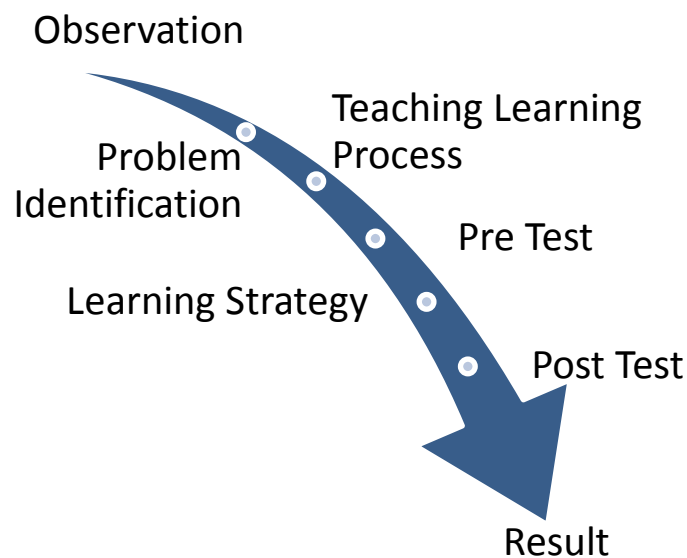 Observation
Teaching Learning
Process
Problem
Identification
Pre Test
Learning Strategy
Post Test
Result